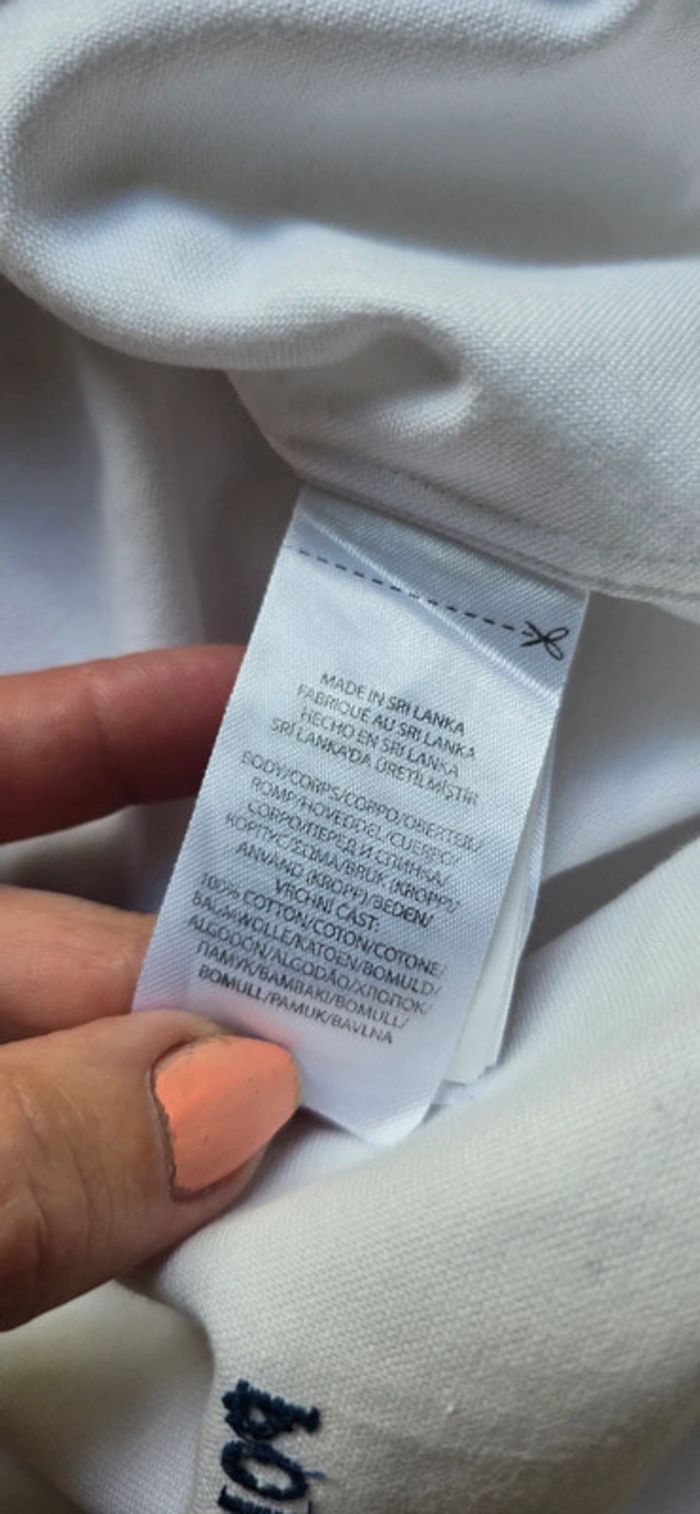 MADE IN SRI LANKA
FABRIQUÉ AU SRI LANKA
HECHO EN SRI LANKA
SRİ LANKA'DA ÜRETİLMİŞTİR
BODY/CORPS/CORPO/OBERTEIL/
ROMP/HOVEDDEL/CUERPO/
CORPO/ПЕРЕД И СПИНКА/
КОРПУС/ΣΩΜΑ/BRUK (KROPP)/
ANVÄND (KROPP)/BEDEN/
VRCHNÍ ČÁST:
100% COTTON/COTON/COTONE/
BAUMWOLLE/KATOEN/BOMULD/
ALGODÓN/ALGODÃO/ХЛОПОК/
ПАМУК/ΒΑΜΒΑΚΙ/BOMULL/
BOMULL/PAMUK/BAVLNA